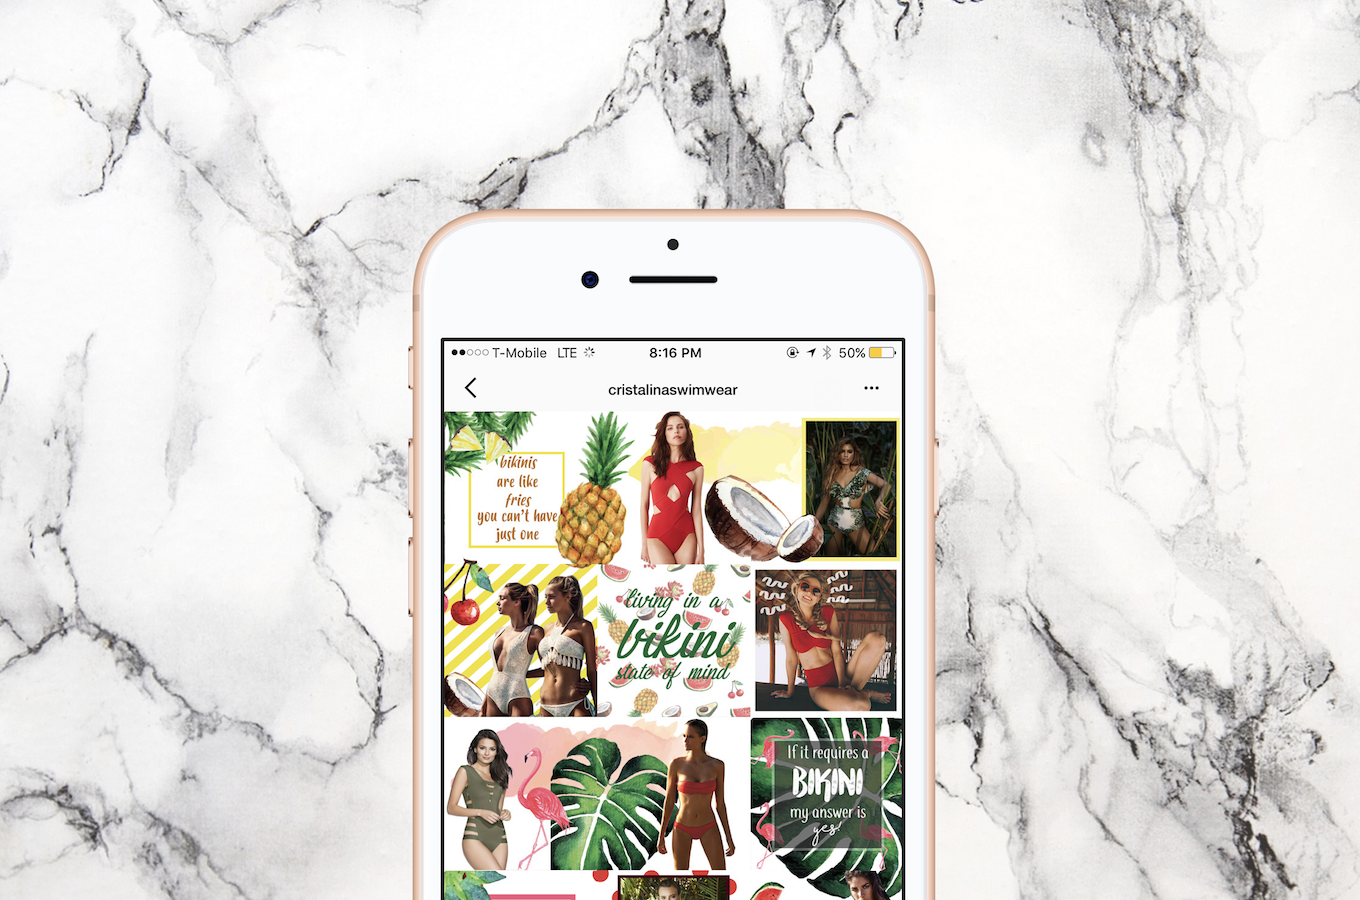 T-Mobile LTE 8:16 PM 50%
cristalinaswimwear
bikinis
are like
fries
you can't have
just one
living in a
bikini
state of mind
If it requires a
BIKINI
my answer is
yes!